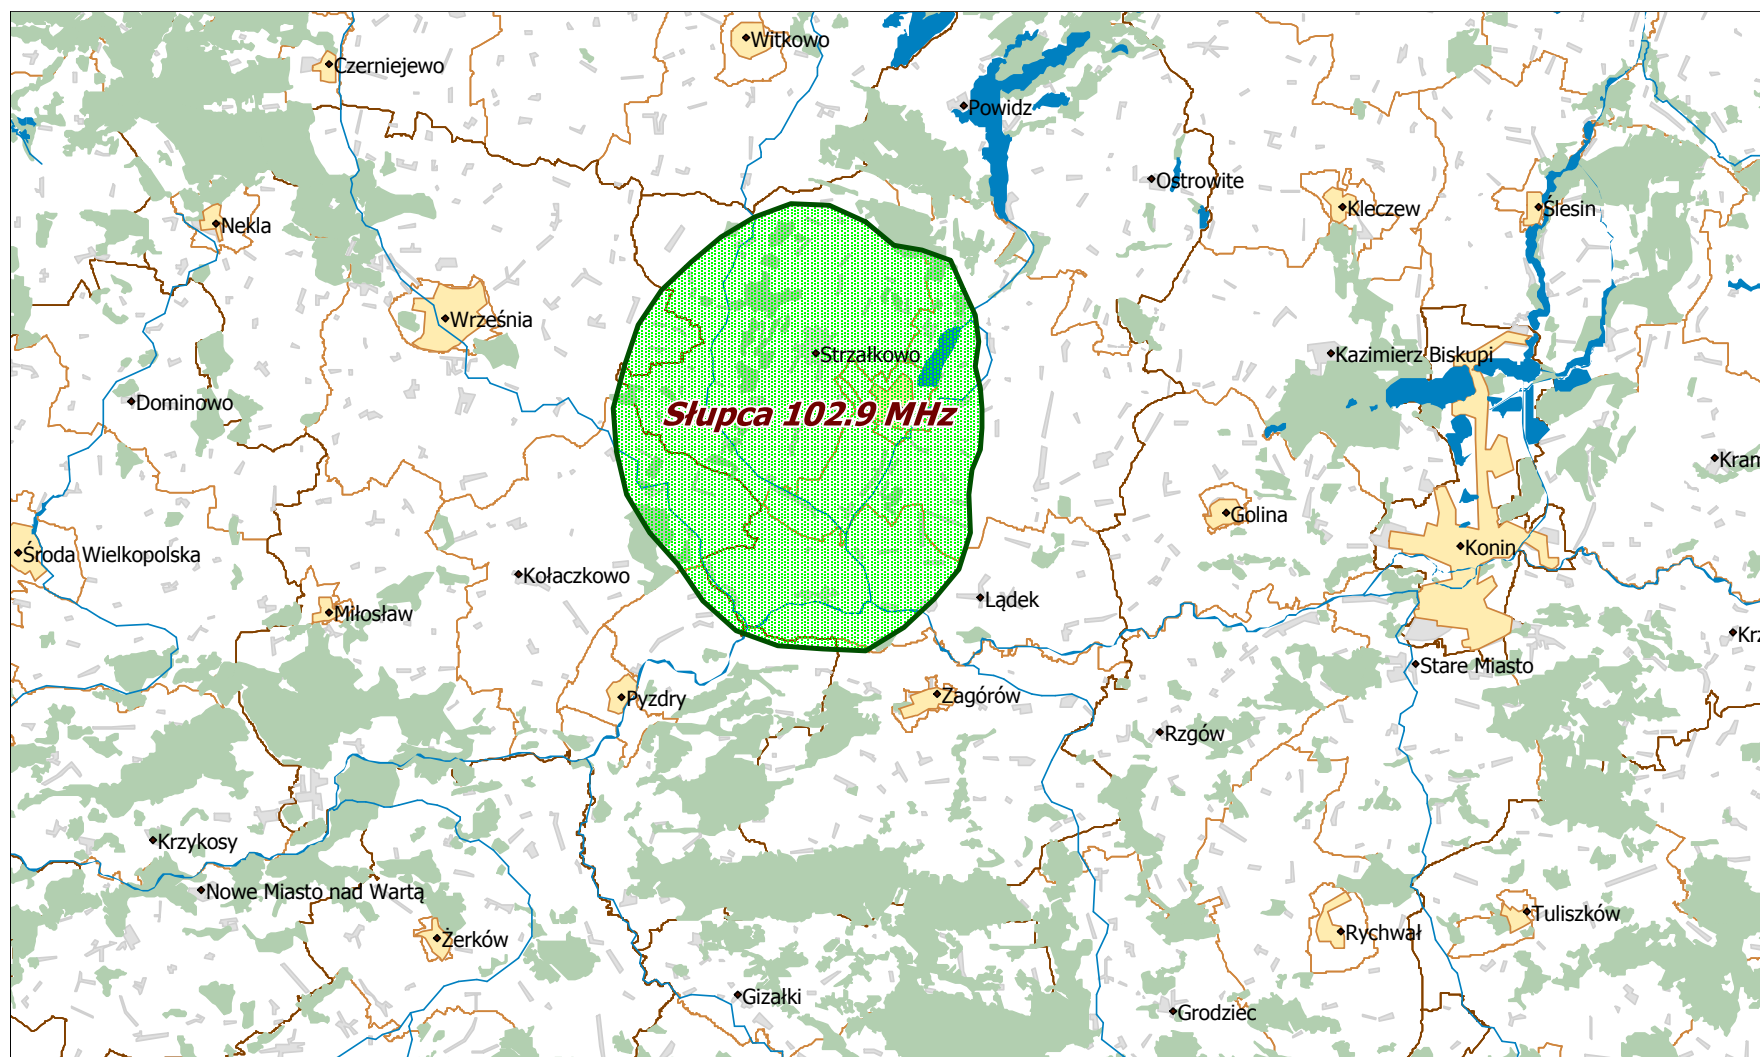 Witkowo
Czerniejewo
Powidz
Ostrowite
Kleczew
Ślesin
Nekla
Września
Strzałkowo
Kazimierz Biskupi
Dominowo
Słupca 102.9 MHz
Kram
Golina
Konin
Środa Wielkopolska
Kołaczkowo
Lądek
Miłosław
Krz
Stare Miasto
Pyzdry
Zagórów
Rzgów
Krzykosy
Nowe Miasto nad Wartą
Tuliszków
Rychwał
Żerków
Gizałki
Grodziec